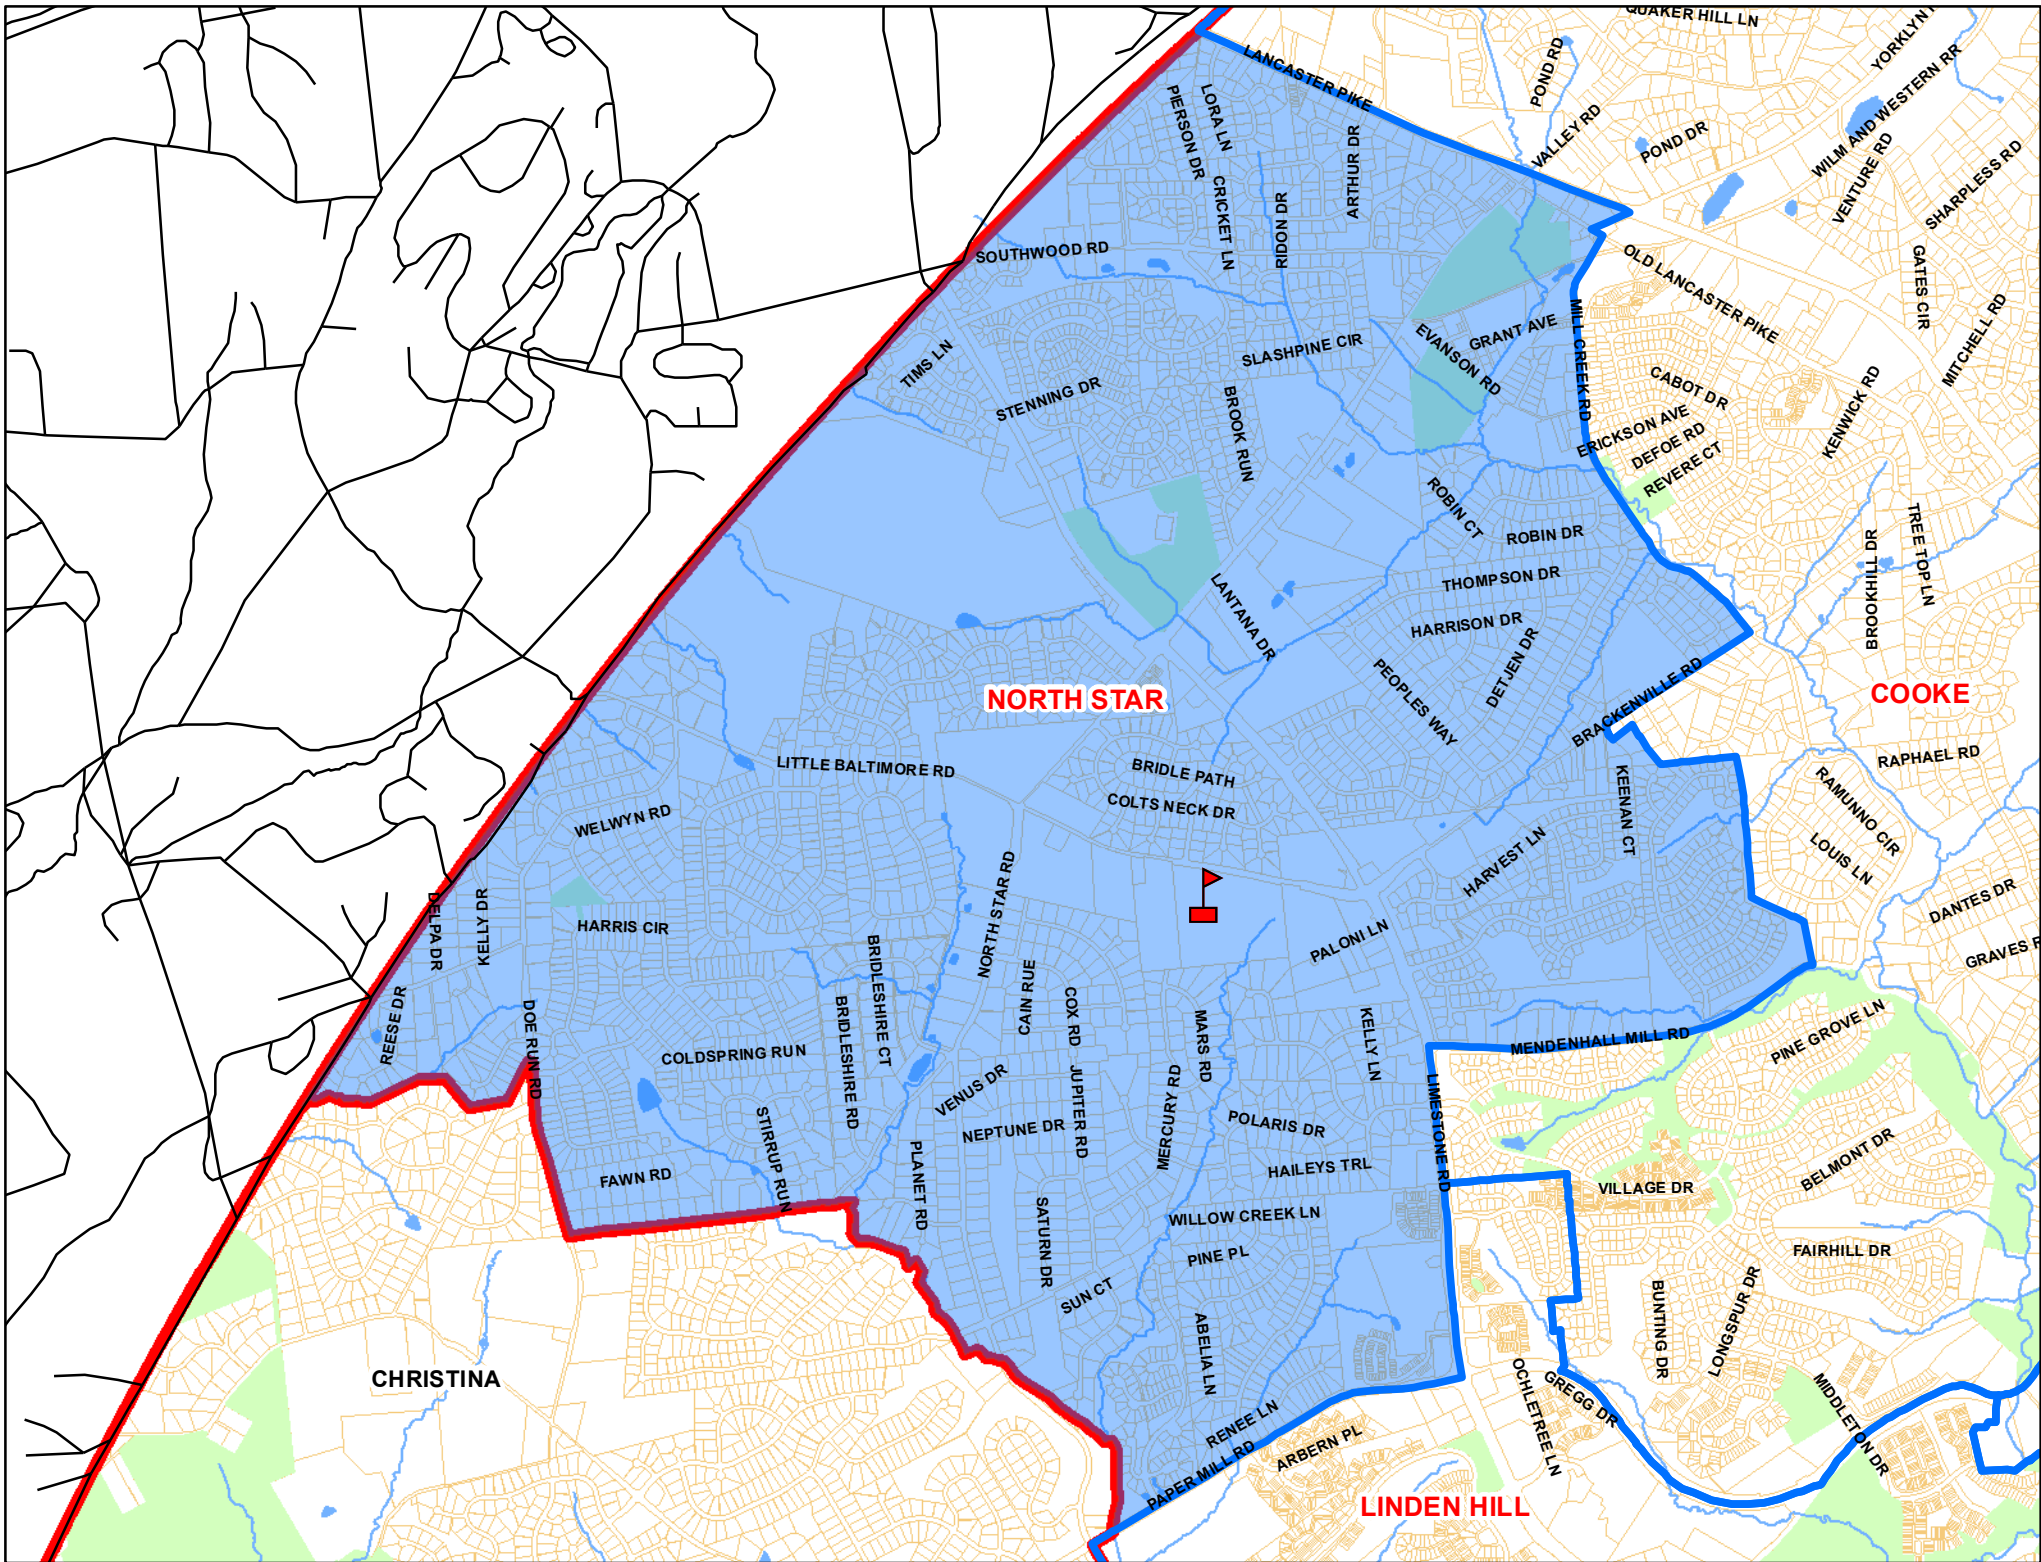 QUAKER HILL LN
LANCASTER PIKE
POND RD
YORKLYN
VALLEY RD
POND DR
WILM AND WESTERN RR
VENTURE RD
SHARPLESS RD
PIERSON DR
LORA LN
CRICKET LN
RIDON DR
ARTHUR DR
SOUTHWOOD RD
OLD LANCASTER PIKE
GATES CIR
MITCHELL RD
MILL CREEK RD
TIMS LN
STENNING DR
SLASHPINE CIR
EVANSON RD
GRANT AVE
BROOK RUN
CABOT DR
ERICKSON AVE
DEFOE RD
REVERE CT
KENWICK RD
ROBIN CT
ROBIN DR
THOMPSON DR
HARRISON DR
DETJEN DR
PEOPLES WAY
LANTANA DR
BROOKHILL DR
TREE TOP LN
BRACKENVILLE RD
NORTH STAR
COOKE
RAPHAEL RD
RAMUNNO CIR
LOUIS LN
LITTLE BALTIMORE RD
BRIDLE PATH
COLTS NECK DR
KEENAN CT
HARVEST LN
WELWYN RD
DANTES DR
GRAVES R
DELPA DR
KELLY DR
HARRIS CIR
NORTH STAR RD
PALONI LN
REESE DR
DOE RUN RD
BRIDLESHIRE CT
BRIDLESHIRE RD
CAIN RUE
COX RD
MARS RD
KELLY LN
COLDSPRING RUN
MENDENHALL MILL RD
PINE GROVE LN
VENUS DR
JUPITER RD
MERCURY RD
LIMESTONE RD
STIRRUP RUN
NEPTUNE DR
POLARIS DR
HAILEYS TRL
BELMONT DR
FAWN RD
PLANET RD
VILLAGE DR
SATURN DR
WILLOW CREEK LN
PINE PL
SUN CT
FAIRHILL DR
BUNTING DR
LONGSPUR DR
ABELIA LN
CHRISTINA
OCHLETREE LN
GREGG DR
MIDDLETON DR
RENEE LN
PAPER MILL RD
ARBERN PL
LINDEN HILL